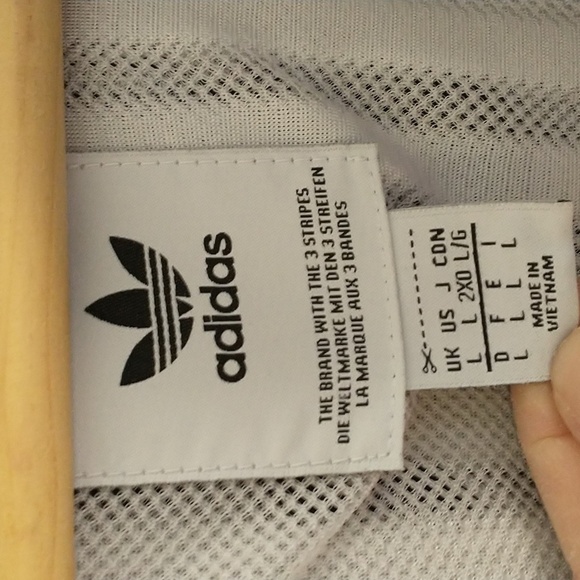 adidas
THE BRAND WITH THE 3 STRIPES
DIE WELTMARKE MIT DEN 3 STREIFEN
LA MARQUE AUX 3 BANDES
UK US J CDN
L L 2XO L/G
D F E I
L L L L
MADE IN
VIETNAM